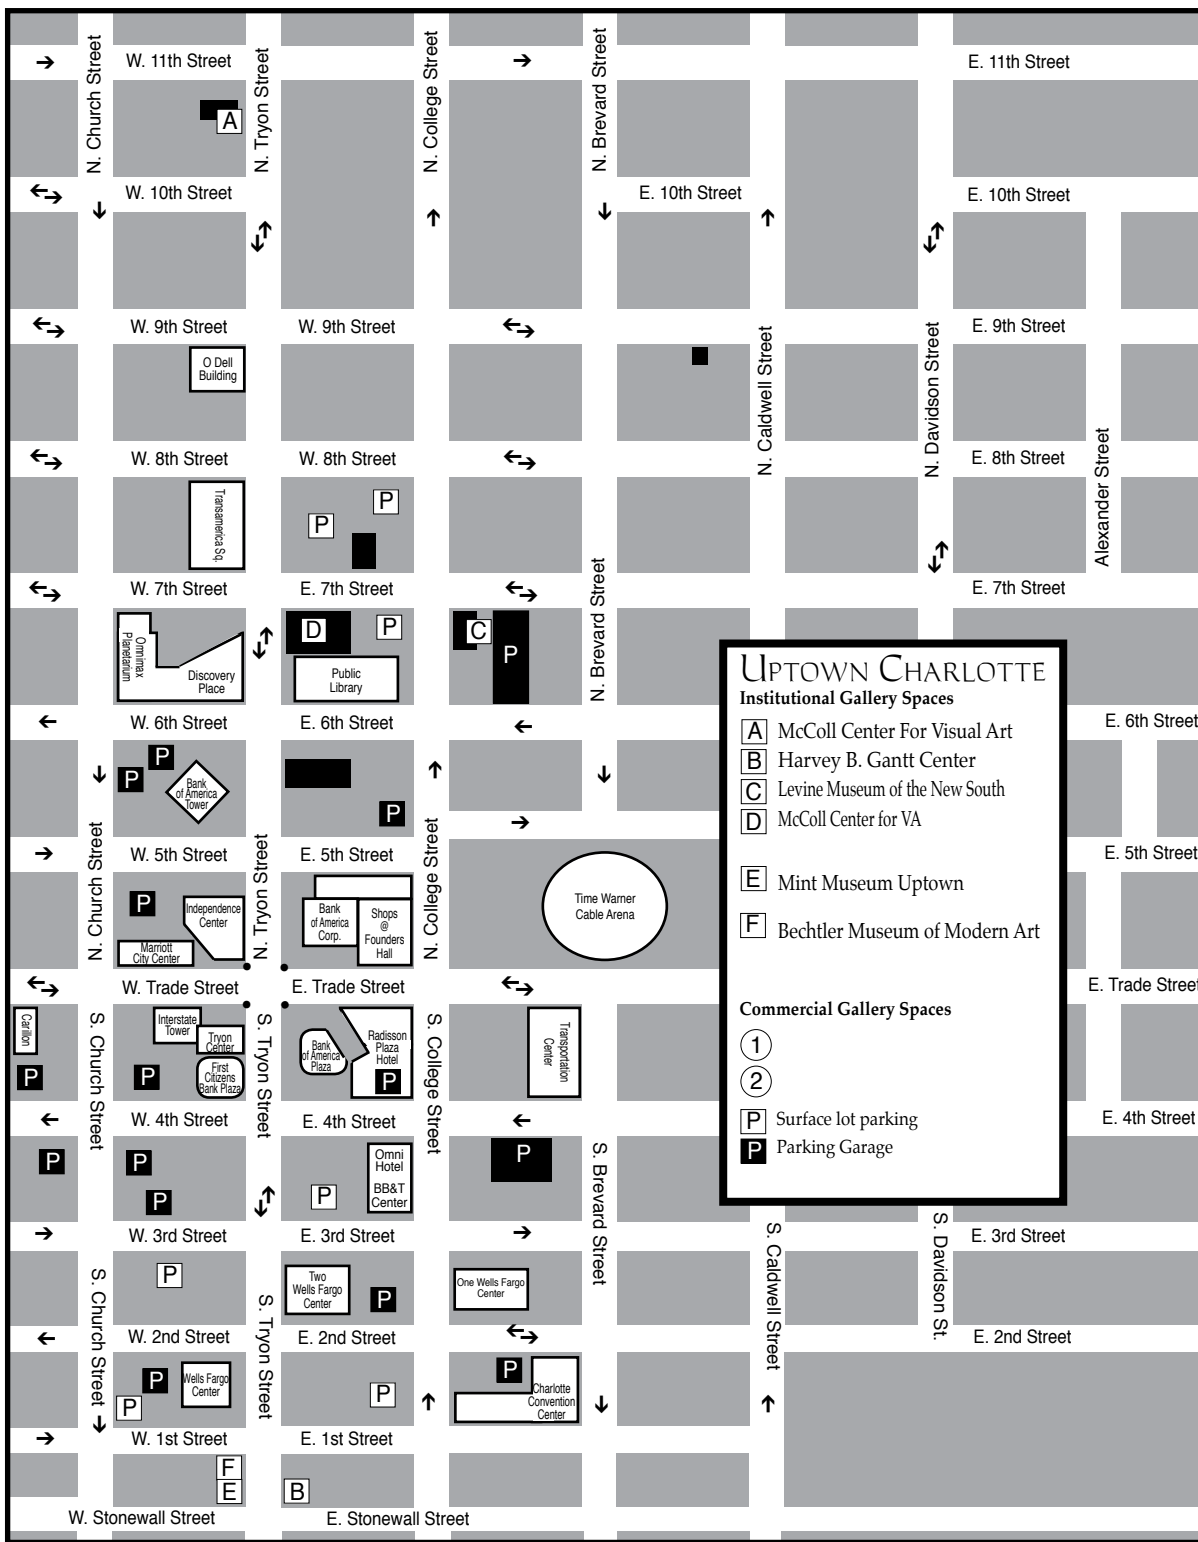 N. Church Street
N. Tryon Street
N. College Street
N. Brevard Street
W. 11th Street
E. 11th Street
A
W. 10th Street
E. 10th Street
E. 10th Street
W. 9th Street
W. 9th Street
E. 9th Street
N. Caldwell Street
N. Davidson Street
O Dell
Building
W. 8th Street
W. 8th Street
E. 8th Street
Alexander Street
Transamerica Sq.
P
P
W. 7th Street
E. 7th Street
E. 7th Street
N. Brevard Street
Omnimax
Planetarium
Discovery
Place
D
P
Public
Library
C
P
W. 6th Street
E. 6th Street
E. 6th Street
P
P
Bank
of America
Tower
P
N. Church Street
N. Tryon Street
N. College Street
W. 5th Street
E. 5th Street
E. 5th Street
P
Independence
Center
Marriott
City Center
Bank
of America
Corp.
Shops
@
Founders
Hall
Time Warner
Cable Arena
W. Trade Street
E. Trade Street
E. Trade Street
S. Church Street
S. Tryon Street
S. College Street
Carillon
P
Interstate
Tower
Tryon
Center
First
Citizens
Bank Plaza
P
Bank
of America
Plaza
Radisson
Plaza
Hotel
P
Transportation
Center
W. 4th Street
E. 4th Street
E. 4th Street
P
P
P
P
Omni
Hotel
BB&T
Center
P
S. Brevard Street
W. 3rd Street
E. 3rd Street
E. 3rd Street
S. Caldwell Street
S. Davidson St.
S. Church Street
S. Tryon Street
P
Two
Wells Fargo
Center
P
One Wells Fargo
Center
W. 2nd Street
E. 2nd Street
E. 2nd Street
P
P
Wells Fargo
Center
P
P
Charlotte
Convention
Center
W. 1st Street
E. 1st Street
F
E
B
W. Stonewall Street
E. Stonewall Street
UPTOWN CHARLOTTE
Institutional Gallery Spaces
A McColl Center For Visual Art
B Harvey B. Gantt Center
C Levine Museum of the New South
D McColl Center for VA
E Mint Museum Uptown
F Bechtler Museum of Modern Art
Commercial Gallery Spaces
1
2
P Surface lot parking
P Parking Garage